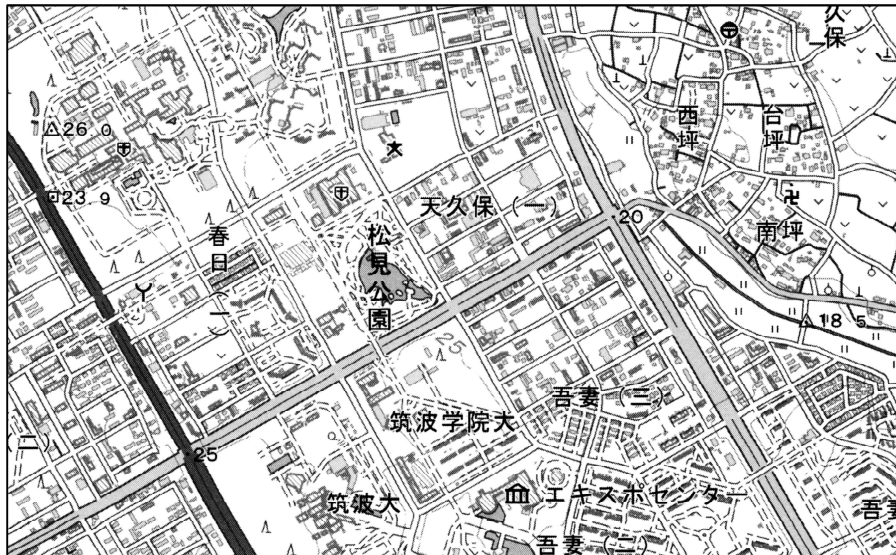 久保
西坪
台坪
26.0
23.9
天久保(一)
20
南坪
春日(一)
松見公園
18.5
25
吾妻(三)
筑波学院大
(二)
25
筑波大
エキスポセンター
吾妻(二)
吾妻